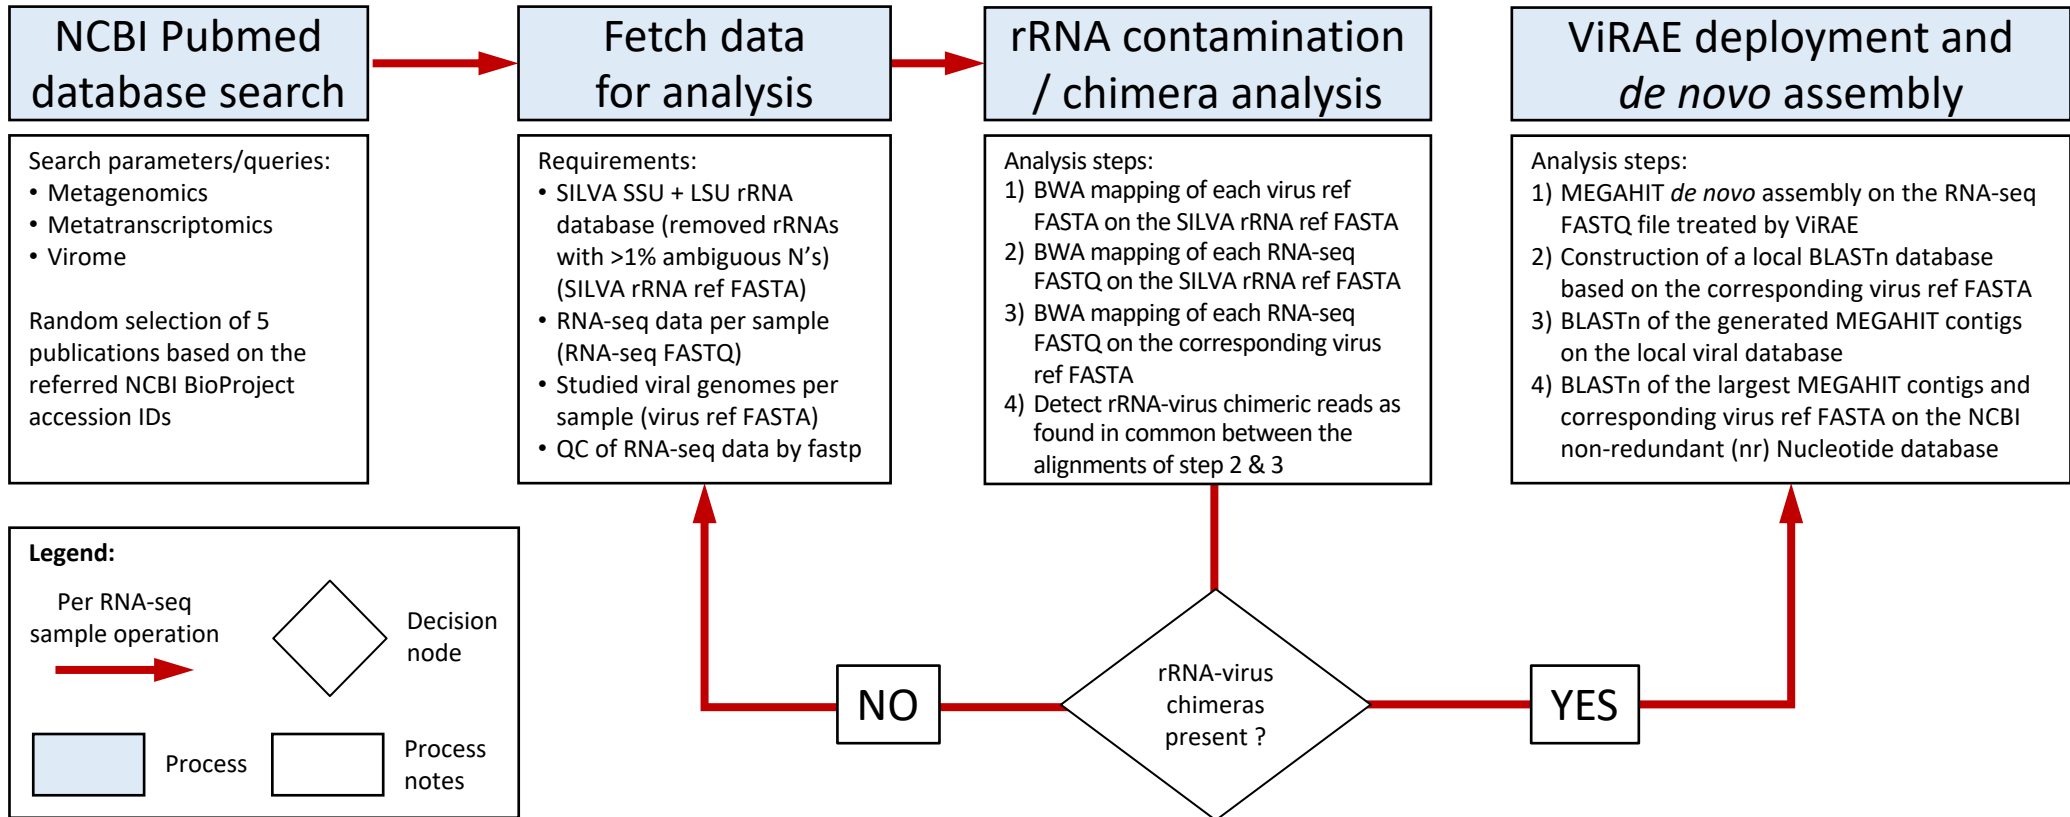 NCBI Pubmed
database search
Search parameters/queries:
• Metagenomics
• Metatranscriptomics
• Virome
Random selection of 5
publications based on the
referred NCBI BioProject
accession IDs
Fetch data
for analysis
Requirements:
• SILVA SSU + LSU rRNA
database (removed rRNAs
with >1% ambiguous N’s)
(SILVA rRNA ref FASTA)
• RNA-seq data per sample
(RNA-seq FASTQ)
• Studied viral genomes per
sample (virus ref FASTA)
• QC of RNA-seq data by fastp
rRNA contamination
/ chimera analysis
Analysis steps:
1) BWA mapping of each virus ref
FASTA on the SILVA rRNA ref FASTA
2) BWA mapping of each RNA-seq
FASTQ on the SILVA rRNA ref FASTA
3) BWA mapping of each RNA-seq
FASTQ on the corresponding virus
ref FASTA
4) Detect rRNA-virus chimeric reads as
found in common between the
alignments of step 2 & 3
ViRAE deployment and
de novo assembly
Analysis steps:
1) MEGAHIT de novo assembly on the RNA-seq
FASTQ file treated by ViRAE
2) Construction of a local BLASTn database
based on the corresponding virus ref FASTA
3) BLASTn of the generated MEGAHIT contigs
on the local viral database
4) BLASTn of the largest MEGAHIT contigs and
corresponding virus ref FASTA on the NCBI
non-redundant (nr) Nucleotide database
Legend:
Per RNA-seq
sample operation
Decision
node
Process
Process
notes
NO
rRNA-virus
chimeras
present ?
YES